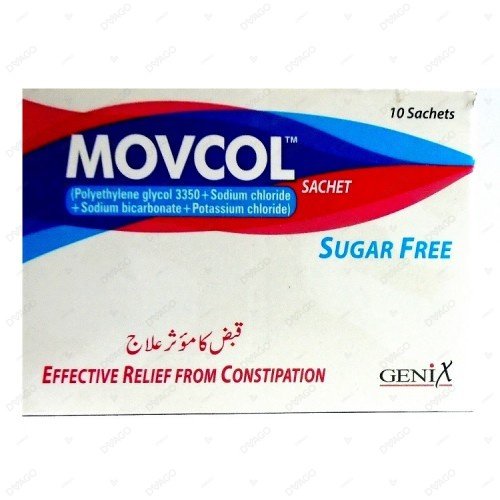 10 Sachets
MOVCOL™
SACHET
(Polyethylene glycol 3350+Sodium chloride
+Sodium bicarbonate+Potassium chloride)
SUGAR FREE
قبض کا مؤثر علاج
EFFECTIVE RELIEF FROM CONSTIPATION
GENIX
DVAGO